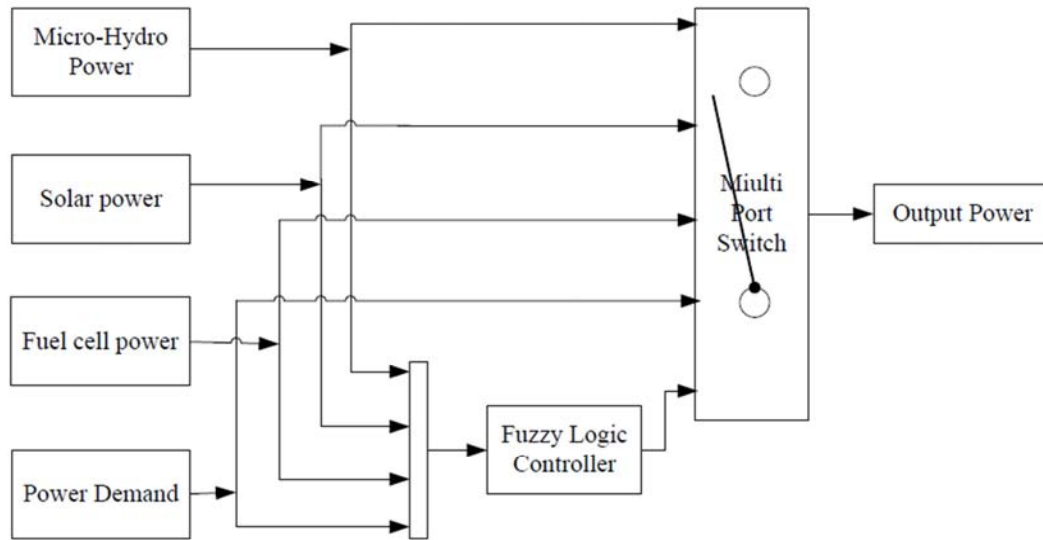 Micro-Hydro
Power
Solar power
Fuel cell power
Power Demand
Fuzzy Logic
Controller
Miulti
Port
Switch
Output Power